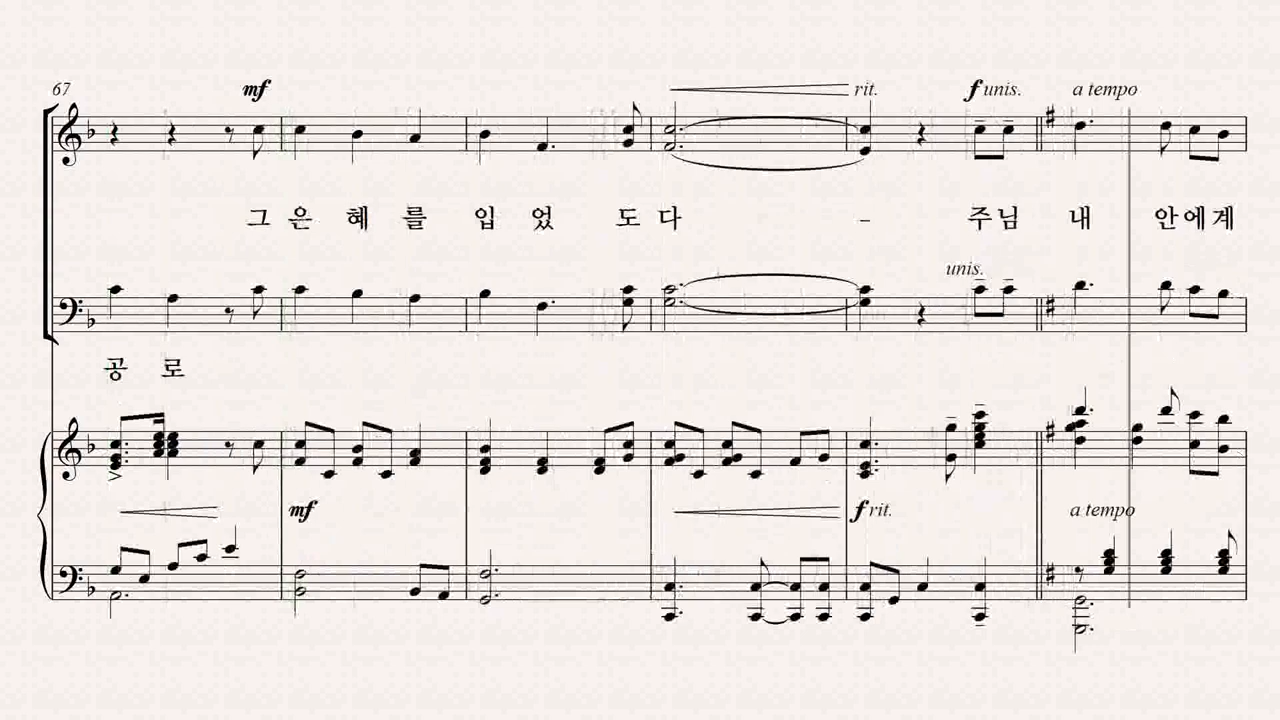 67 mf rit. f unis. a tempo
그 은 혜 를 입 었 도 다 - 주님 내 안에계
unis.
공 로
mf f rit. a tempo